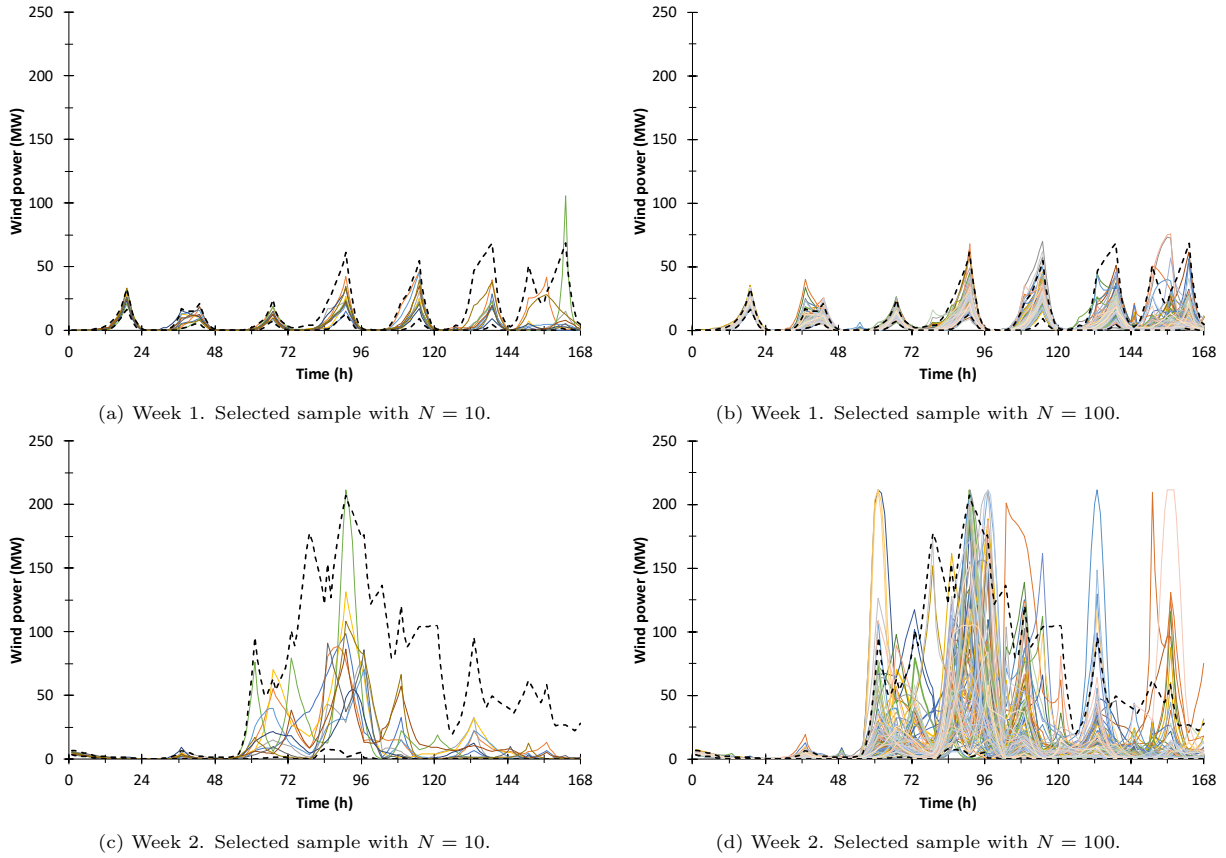 250
200
150
100
50
0
Wind power (MW)
0 24 48 72 96 120 144 168
Time (h)
(a) Week 1. Selected sample with N = 10.
250
200
150
100
50
0
Wind power (MW)
0 24 48 72 96 120 144 168
Time (h)
(b) Week 1. Selected sample with N = 100.
250
200
150
100
50
0
Wind power (MW)
0 24 48 72 96 120 144 168
Time (h)
(c) Week 2. Selected sample with N = 10.
250
200
150
100
50
0
Wind power (MW)
0 24 48 72 96 120 144 168
Time (h)
(d) Week 2. Selected sample with N = 100.